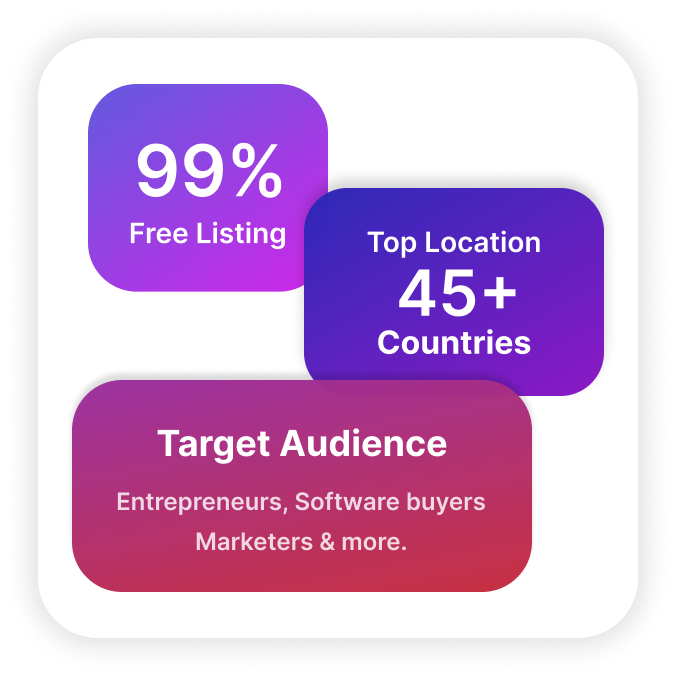 99%
Free Listing
Top Location
45+
Countries
Target Audience
Entrepreneurs, Software buyers
Marketers & more.